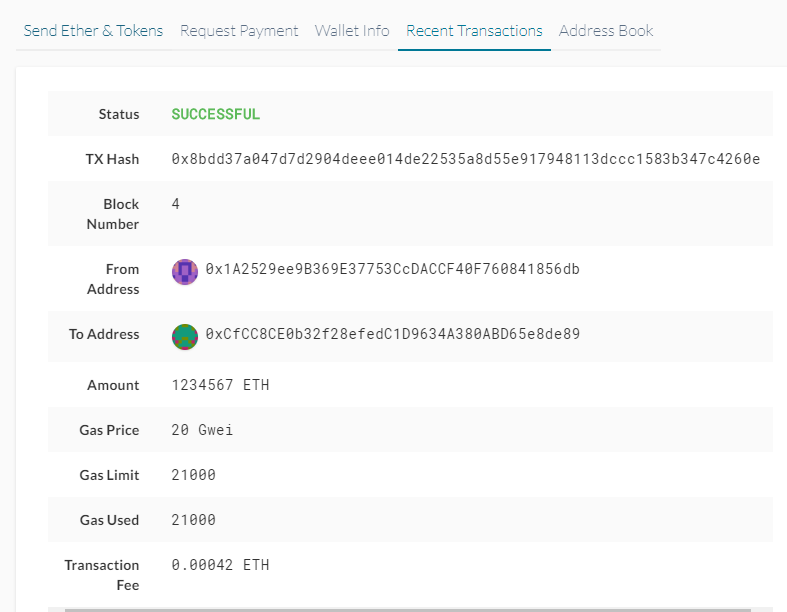 Send Ether & Tokens Request Payment Wallet Info Recent Transactions Address Book
Status SUCCESSFUL
TX Hash 0x8bdd37a047d7d2904deee014de22535a8d55e917948113dccc1583b347c4260e
Block Number 4
From Address 0x1A2529ee9B369E37753CcDACCF40F760841856db
To Address 0xCfCC8CE0b32f28efedC1D9634A380ABD65e8de89
Amount 1234567 ETH
Gas Price 20 Gwei
Gas Limit 21000
Gas Used 21000
Transaction Fee 0.00042 ETH